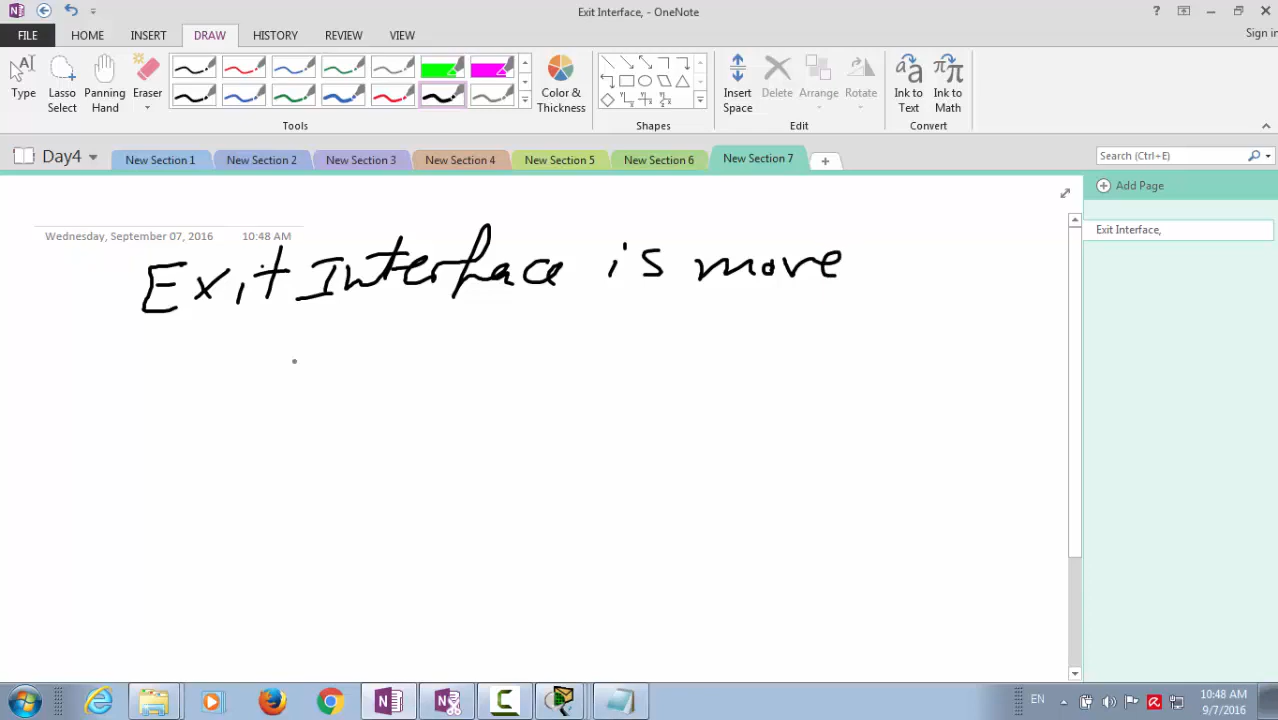 Exit Interface, - OneNote
?
FILE HOME INSERT DRAW HISTORY REVIEW VIEW
Sign in
Type
Lasso Select
Panning Hand
Eraser
Color & Thickness
Insert Space
Delete
Arrange
Rotate
Ink to Text
Ink to Math
Tools Shapes Edit Convert
Day4 New Section 1 New Section 2 New Section 3 New Section 4 New Section 5 New Section 6 New Section 7 +
Search (Ctrl+E)
Add Page
Exit Interface,
Wednesday, September 07, 2016 10:48 AM
Exit Interface is more
EN
10:48 AM
9/7/2016